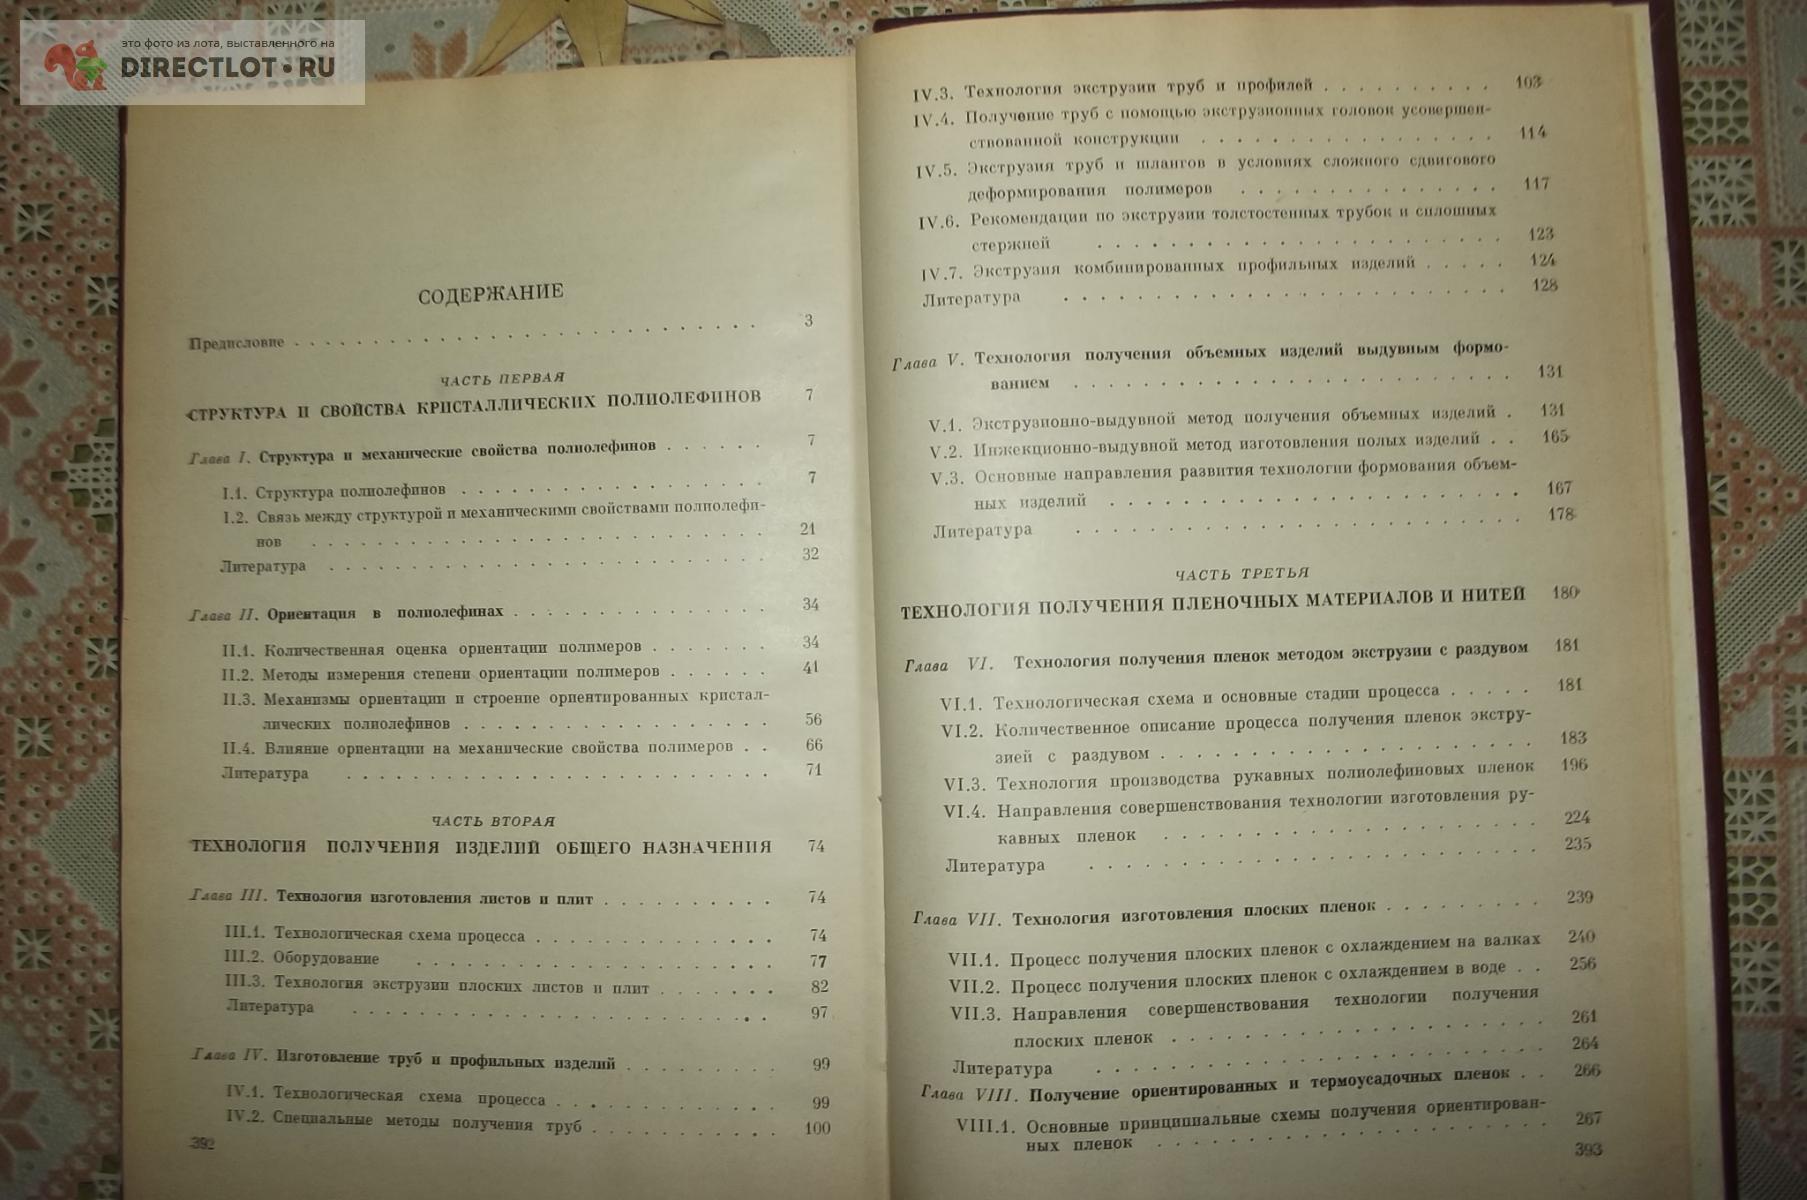 это фото из лота, выставленного на
DIRECTLOT•RU
СОДЕРЖАНИЕ
Предисловие . . . . . . . . . . 3
ЧАСТЬ ПЕРВАЯ
СТРУКТУРА И СВОЙСТВА КРИСТАЛЛИЧЕСКИХ ПОЛИОЛЕФИНОВ 7
Глава I. Структура и механические свойства полиолефинов . . . . . . 7
I.1. Структура полиолефинов . . . . . . . . . . 7
I.2. Связь между структурой и механическими свойствами полиолефи-
нов . . . . . . . . . . 21
Литература . . . . . . . . . . 32
Глава II. Ориентация в полиолефинах . . . . . . . . . . 34
II.1. Количественная оценка ориентации полимеров . . . . . . . 34
II.2. Методы измерения степени ориентации полимеров . . . . . . 41
II.3. Механизмы ориентации и строение ориентированных кристал-
лических полиолефинов . . . . . . . . . . 56
II.4. Влияние ориентации на механические свойства полимеров . . 66
Литература . . . . . . . . . . 71
ЧАСТЬ ВТОРАЯ
ТЕХНОЛОГИЯ ПОЛУЧЕНИЯ ИЗДЕЛИЙ ОБЩЕГО НАЗНАЧЕНИЯ 74
Глава III. Технология изготовления листов и плит . . . . . . . . . . 74
III.1. Технологическая схема процесса . . . . . . . . . . 74
III.2. Оборудование . . . . . . . . . . 77
III.3. Технология экструзии плоских листов и плит . . . . . . . 82
Литература . . . . . . . . . . 97
Глава IV. Изготовление труб и профильных изделий . . . . . . . . . 99
IV.1. Технологическая схема процесса . . . . . . . . . . 99
IV.2. Специальные методы получения труб . . . . . . . . . . 100
392
IV.3. Технология экструзии труб и профилей . . . . . . . . . . 103
IV.4. Получение труб с помощью экструзионных головок усовершен-
ствованной конструкции . . . . . . . . . . 114
IV.5. Экструзия труб и шлангов в условиях сложного сдвигового
деформирования полимеров . . . . . . . . . . 117
IV.6. Рекомендации по экструзии толстостенных трубок и сплошных
стержней . . . . . . . . . . 123
IV.7. Экструзия комбинированных профильных изделий . . . . . 124
Литература . . . . . . . . . . 128
Глава V. Технология получения объемных изделий выдувным формо-
ванием . . . . . . . . . . 131
V.1. Экструзионно-выдувной метод получения объемных изделий . 131
V.2. Инжекционно-выдувной метод изготовления полых изделий . . 165
V.3. Основные направления развития технологии формования объем-
ных изделий . . . . . . . . . . 167
Литература . . . . . . . . . . 178
ЧАСТЬ ТРЕТЬЯ
ТЕХНОЛОГИЯ ПОЛУЧЕНИЯ ПЛЕНОЧНЫХ МАТЕРИАЛОВ И НИТЕЙ 180
Глава VI. Технология получения пленок методом экструзии с раздувом 181
VI.1. Технологическая схема и основные стадии процесса . . . . . 181
VI.2. Количественное описание процесса получения пленок экстру-
зией с раздувом . . . . . . . . . . 183
VI.3. Технология производства рукавных полиолефиновых пленок 196
VI.4. Направления совершенствования технологии изготовления ру-
кавных пленок . . . . . . . . . . 224
Литература . . . . . . . . . . 235
Глава VII. Технология изготовления плоских пленок . . . . . . . . . 239
VII.1. Процесс получения плоских пленок с охлаждением на валках 240
VII.2. Процесс получения плоских пленок с охлаждением в воде . . 256
VII.3. Направления совершенствования технологии получения
плоских пленок . . . . . . . . . . 261
Литература . . . . . . . . . . 264
Глава VIII. Получение ориентированных и термоусадочных пленок . . 266
VIII.1. Основные принципиальные схемы получения ориентирован-
ных пленок . . . . . . . . . . 267
393